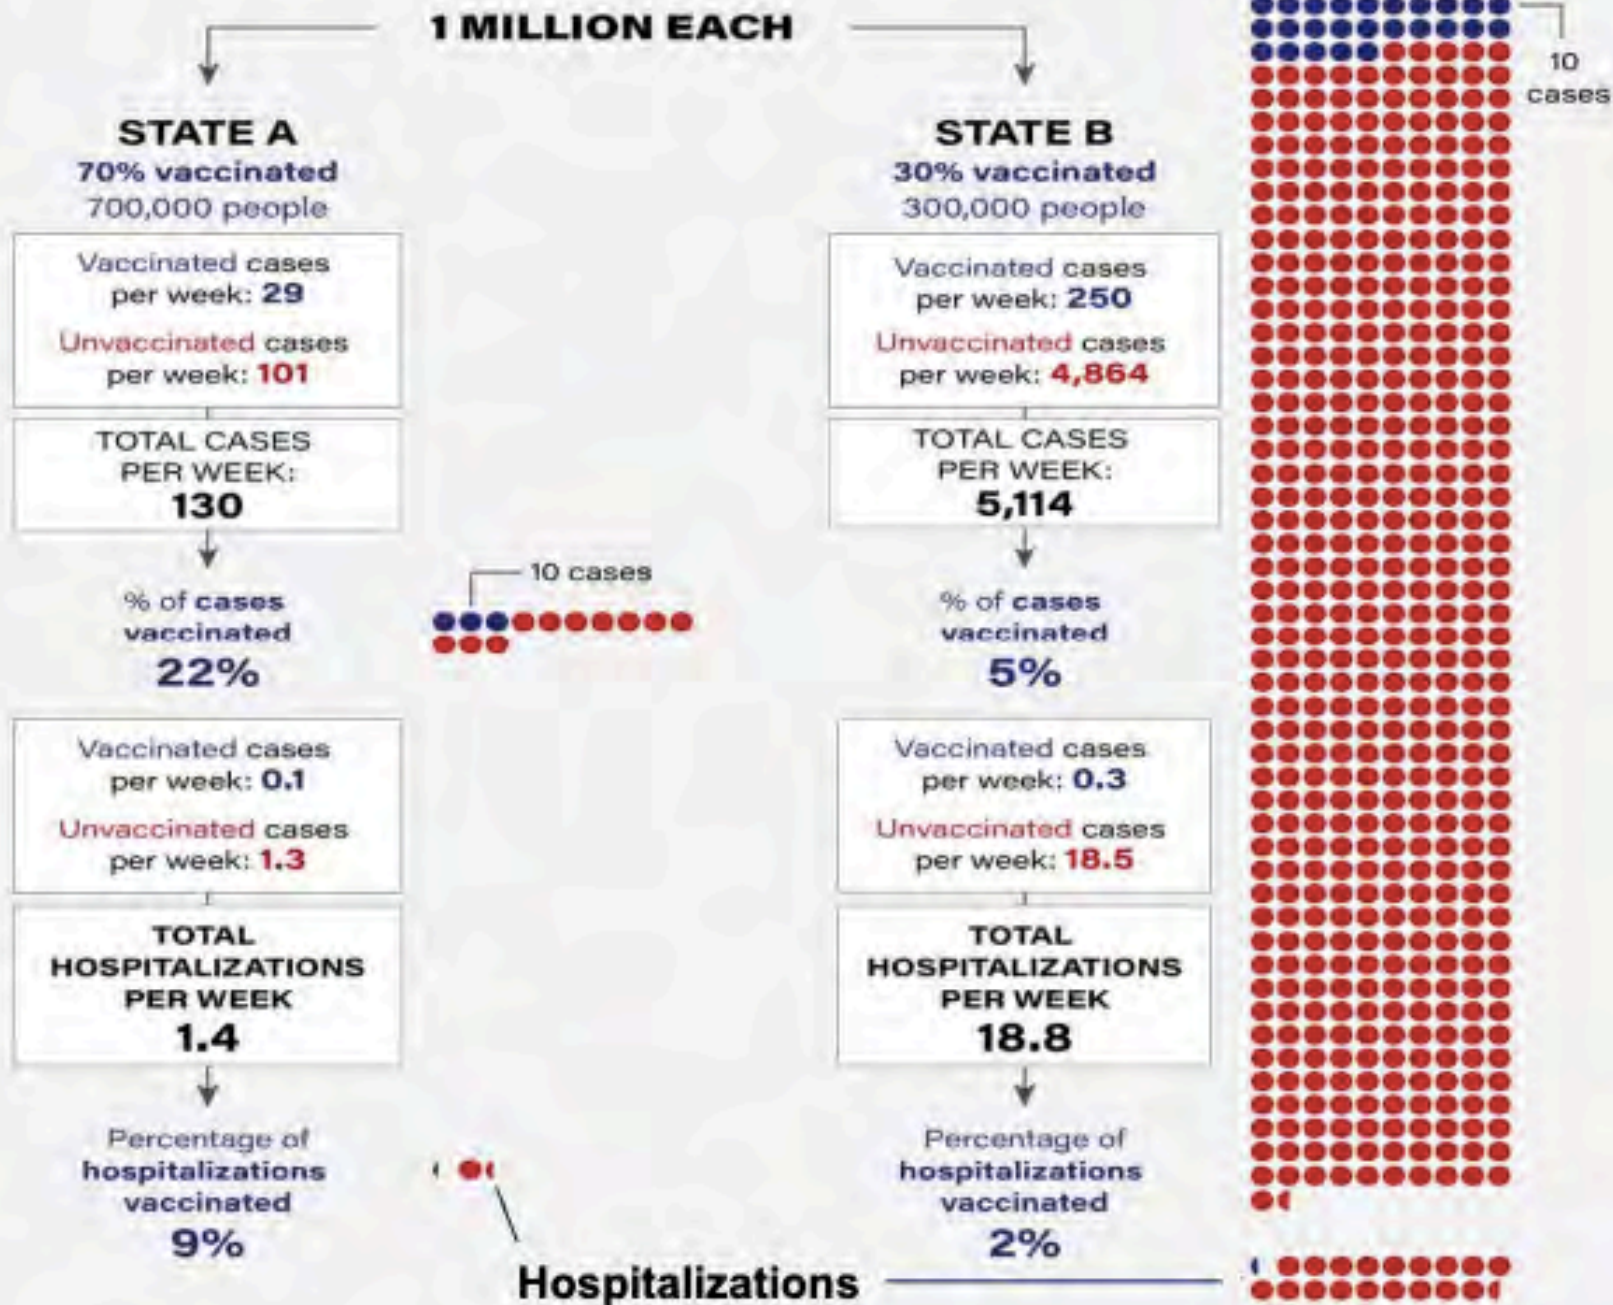 1 MILLION EACH
STATE A
70% vaccinated
700,000 people
Vaccinated cases
per week: 29
Unvaccinated cases
per week: 101
TOTAL CASES
PER WEEK:
130
% of cases
vaccinated
22%
10 cases
Vaccinated cases
per week: 0.1
Unvaccinated cases
per week: 1.3
TOTAL
HOSPITALIZATIONS
PER WEEK
1.4
Percentage of
hospitalizations
vaccinated
9%
STATE B
30% vaccinated
300,000 people
Vaccinated cases
per week: 250
Unvaccinated cases
per week: 4,864
TOTAL CASES
PER WEEK:
5,114
% of cases
vaccinated
5%
Vaccinated cases
per week: 0.3
Unvaccinated cases
per week: 18.5
TOTAL
HOSPITALIZATIONS
PER WEEK
18.8
Percentage of
hospitalizations
vaccinated
2%
10
cases
Hospitalizations